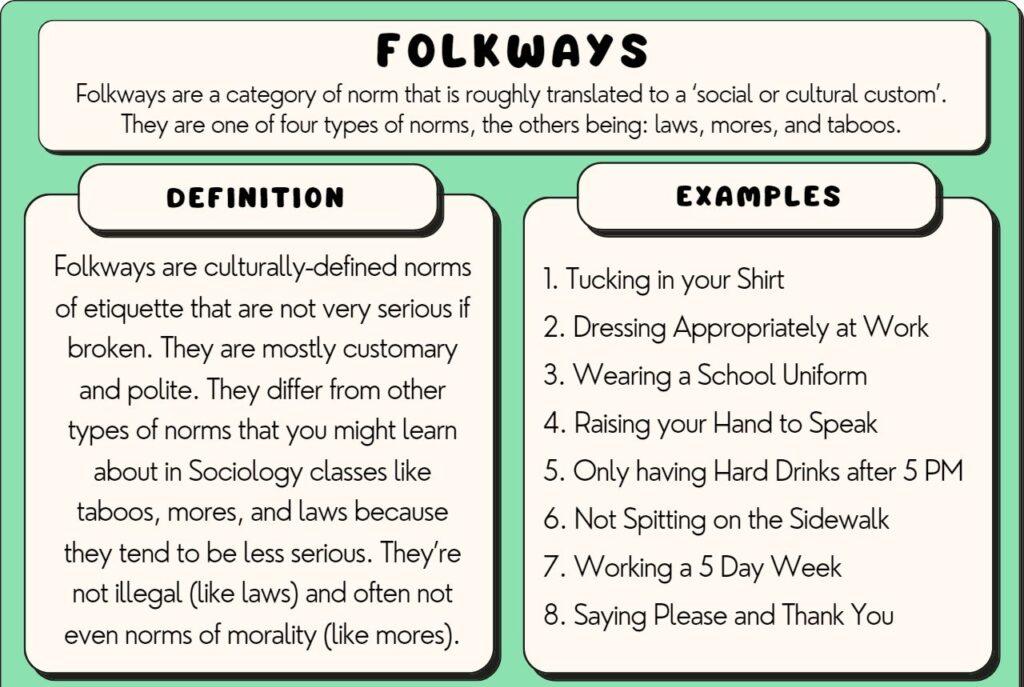 FOLKWAYS
Folkways are a category of norm that is roughly translated to a ‘social or cultural custom’.
They are one of four types of norms, the others being: laws, mores, and taboos.
DEFINITION
Folkways are culturally-defined norms
of etiquette that are not very serious if
broken. They are mostly customary
and polite. They differ from other
types of norms that you might learn
about in Sociology classes like
taboos, mores, and laws because
they tend to be less serious. They’re
not illegal (like laws) and often not
even norms of morality (like mores).
EXAMPLES
1. Tucking in your Shirt
2. Dressing Appropriately at Work
3. Wearing a School Uniform
4. Raising your Hand to Speak
5. Only having Hard Drinks after 5 PM
6. Not Spitting on the Sidewalk
7. Working a 5 Day Week
8. Saying Please and Thank You